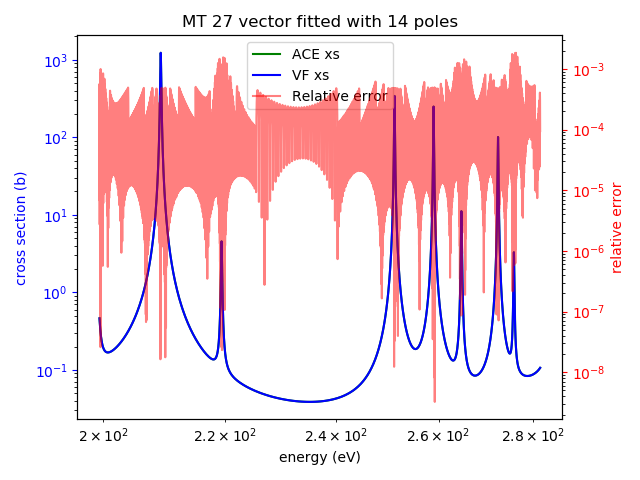 MT 27 vector fitted with 14 poles
ACE xs
VF xs
Relative error
cross section (b)
10³
10²
10¹
10⁰
10⁻¹
relative error
10⁻³
10⁻⁴
10⁻⁵
10⁻⁶
10⁻⁷
10⁻⁸
2 × 10² 2.2 × 10² 2.4 × 10² 2.6 × 10² 2.8 × 10²
energy (eV)